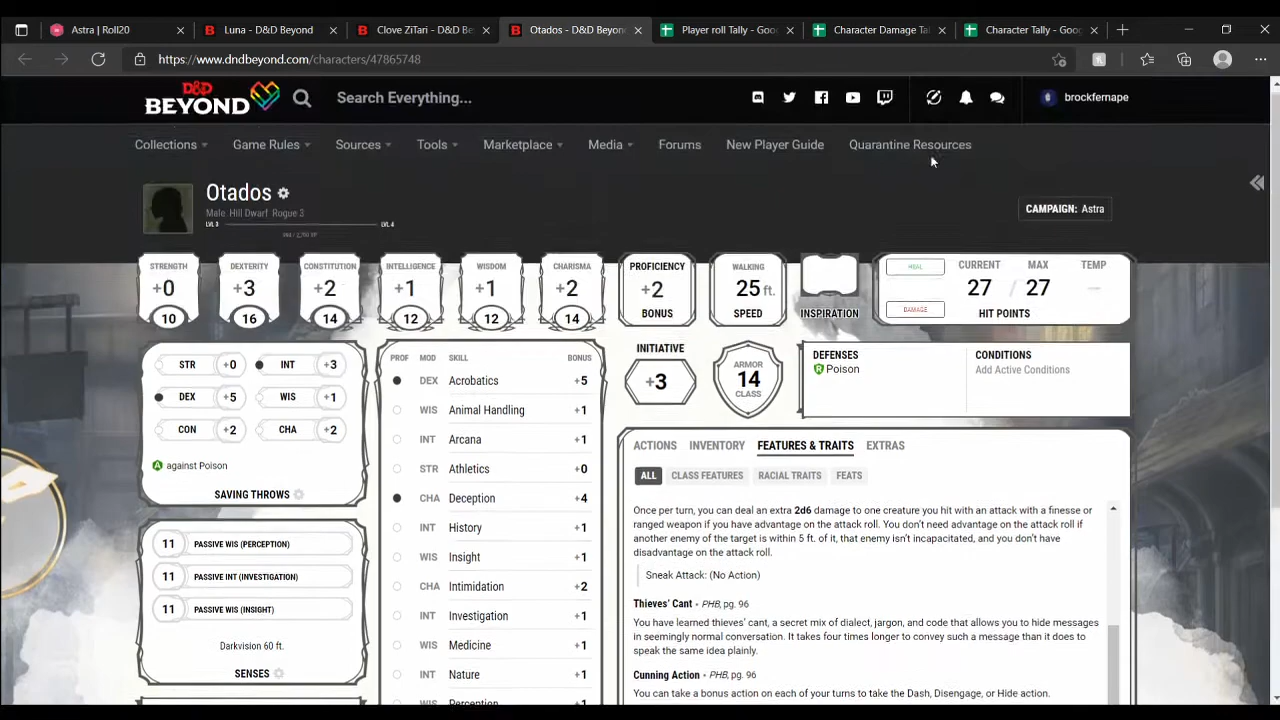 Astra | Roll20
Luna - D&D Beyond
Clove ZiTari - D&D Be
Otados - D&D Beyon
Player roll Tally - Goo
Character Damage Ta
Character Tally - Goo
https://www.dndbeyond.com/characters/47865748
D&D
BEYOND
Search Everything...
brockfernape
Collections
Game Rules
Sources
Tools
Marketplace
Media
Forums
New Player Guide
Quarantine Resources
Otados
Male Hill Dwarf Rogue 3
LVL 3
LVL 4
CAMPAIGN: Astra
STRENGTH
+0
10
DEXTERITY
+3
16
CONSTITUTION
+2
14
INTELLIGENCE
+1
12
WISDOM
+1
12
CHARISMA
+2
14
PROFICIENCY
+2
BONUS
WALKING
25 ft.
SPEED
INSPIRATION
HEAL
DAMAGE
CURRENT
MAX
TEMP
27 / 27 --
HIT POINTS
STR +0
INT +3
DEX +5
WIS +1
CON +2
CHA +2
A against Poison
SAVING THROWS
11 PASSIVE WIS (PERCEPTION)
11 PASSIVE INT (INVESTIGATION)
11 PASSIVE WIS (INSIGHT)
Darkvision 60 ft.
SENSES
PROF MOD SKILL BONUS
DEX Acrobatics +5
WIS Animal Handling +1
INT Arcana +1
STR Athletics +0
CHA Deception +4
INT History +1
WIS Insight +1
CHA Intimidation +2
INT Investigation +1
WIS Medicine +1
INT Nature +1
WIS Perception +1
INITIATIVE
+3
ARMOR
14
CLASS
DEFENSES
R Poison
CONDITIONS
Add Active Conditions
ACTIONS
INVENTORY
FEATURES & TRAITS
EXTRAS
ALL
CLASS FEATURES
RACIAL TRAITS
FEATS
Once per turn, you can deal an extra 2d6 damage to one creature you hit with an attack with a finesse or
ranged weapon if you have advantage on the attack roll. You don't need advantage on the attack roll if
another enemy of the target is within 5 ft. of it, that enemy isn't incapacitated, and you don't have
disadvantage on the attack roll.
Sneak Attack: (No Action)
Thieves' Cant • PHB, pg. 96
You have learned thieves' cant, a secret mix of dialect, jargon, and code that allows you to hide messages
in seemingly normal conversation. It takes four times longer to convey such a message than it does to
speak the same idea plainly.
Cunning Action • PHB, pg. 96
You can take a bonus action on each of your turns to take the Dash, Disengage, or Hide action.